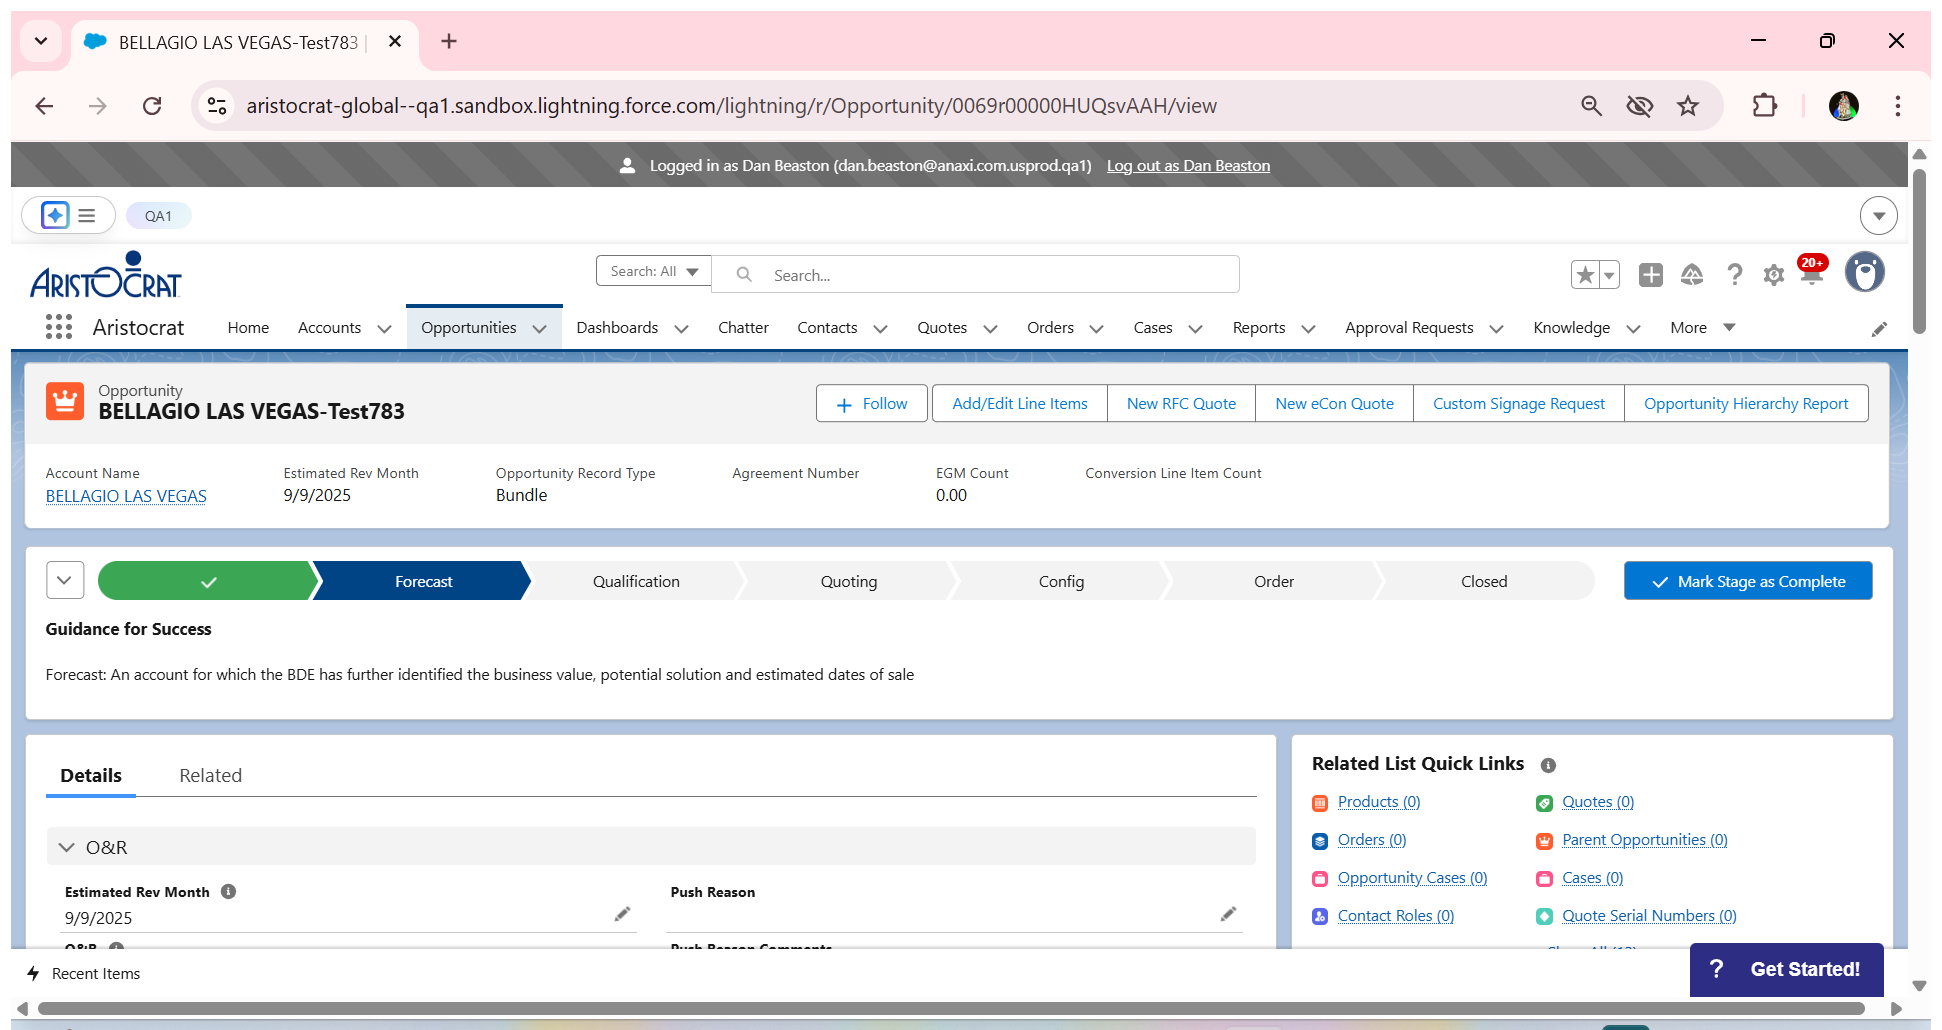 BELLAGIO LAS VEGAS-Test783
aristocrat-global--qa1.sandbox.lightning.force.com/lightning/r/Opportunity/0069r00000HUQsvAAH/view
Logged in as Dan Beaston (dan.beaston@anaxi.com.usprod.qa1) Log out as Dan Beaston
QA1
ARISTOCRAT
Search: All Search...
20+
Aristocrat Home Accounts Opportunities Dashboards Chatter Contacts Quotes Orders Cases Reports Approval Requests Knowledge More
Opportunity
BELLAGIO LAS VEGAS-Test783
Follow Add/Edit Line Items New RFC Quote New eCon Quote Custom Signage Request Opportunity Hierarchy Report
Account Name Estimated Rev Month Opportunity Record Type Agreement Number EGM Count Conversion Line Item Count
BELLAGIO LAS VEGAS 9/9/2025 Bundle 0.00
Forecast Qualification Quoting Config Order Closed Mark Stage as Complete
Guidance for Success
Forecast: An account for which the BDE has further identified the business value, potential solution and estimated dates of sale
Details Related
O&R
Estimated Rev Month Push Reason
9/9/2025
O&R Push Reason Comments
Related List Quick Links
Products (0) Quotes (0)
Orders (0) Parent Opportunities (0)
Opportunity Cases (0) Cases (0)
Contact Roles (0) Quote Serial Numbers (0)
? Get Started!
Recent Items